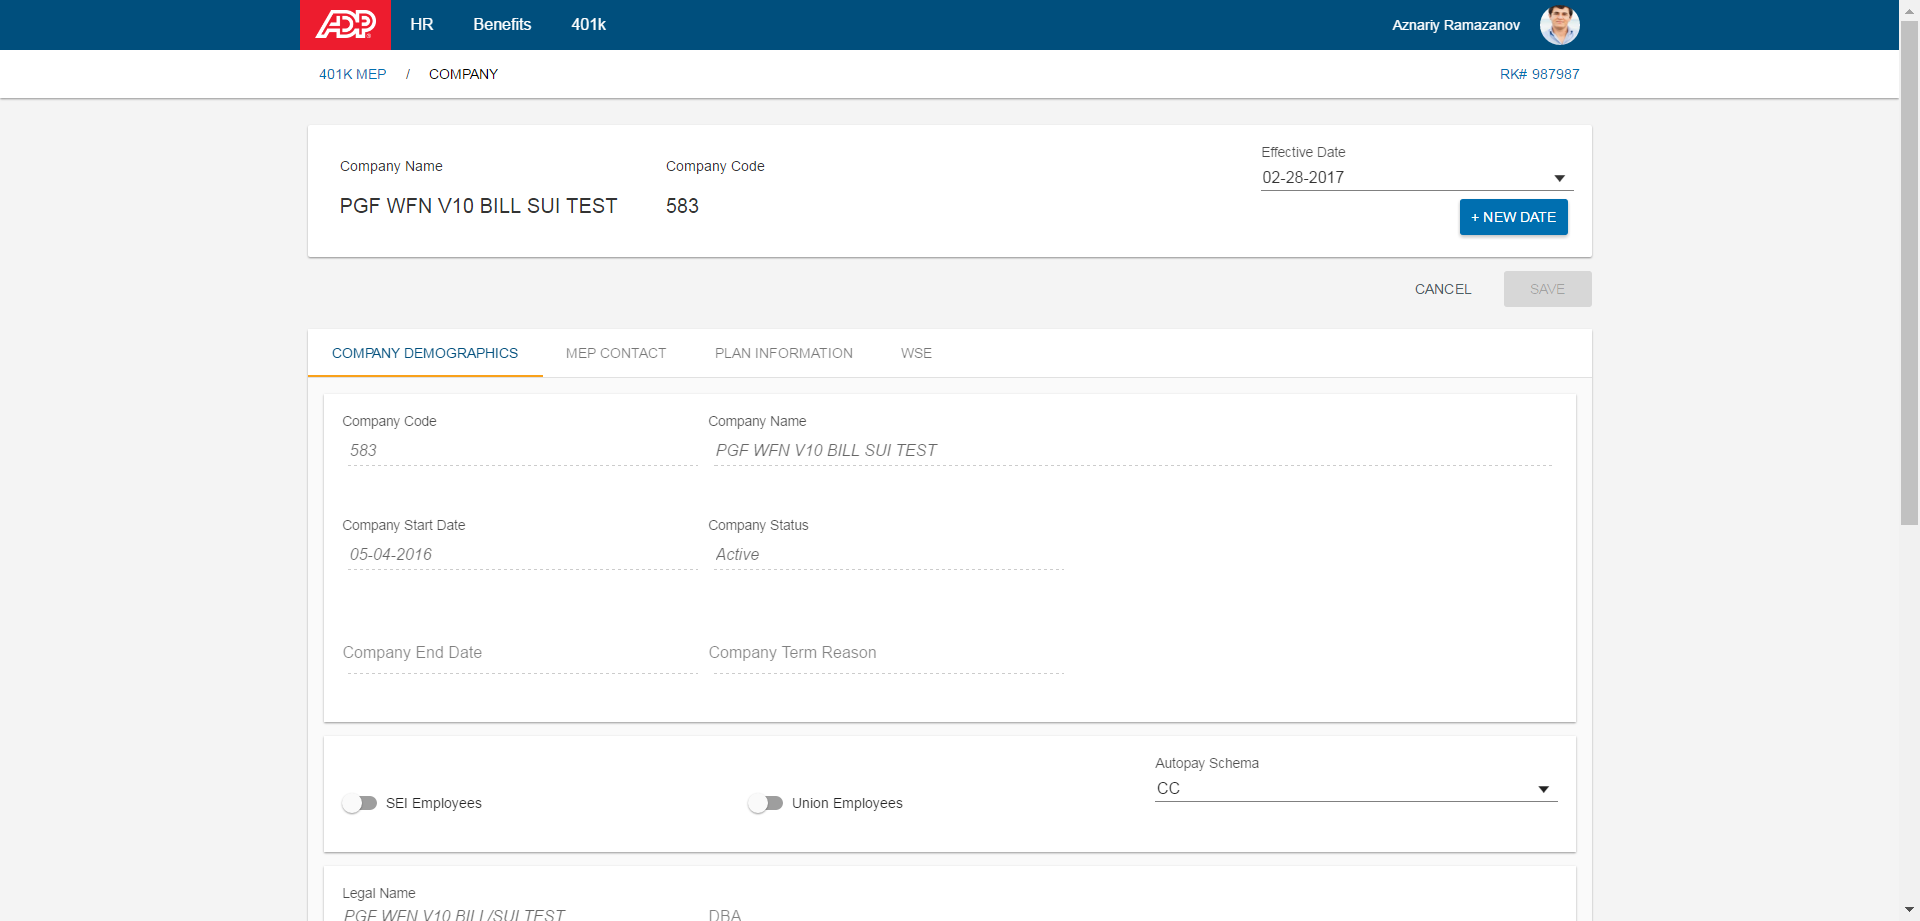 ADP HR Benefits 401k Aznariy Ramazanov
401K MEP / COMPANY RK# 987987
Effective Date
Company Name Company Code
02-28-2017
PGF WFN V10 BILL SUI TEST 583
+ NEW DATE
CANCEL SAVE
COMPANY DEMOGRAPHICS MEP CONTACT PLAN INFORMATION WSE
Company Code Company Name
583 PGF WFN V10 BILL SUI TEST
Company Start Date Company Status
05-04-2016 Active
Company End Date Company Term Reason
Autopay Schema
CC
SEI Employees Union Employees
Legal Name
PGF WFN V10 BILL/SUI TEST DBA